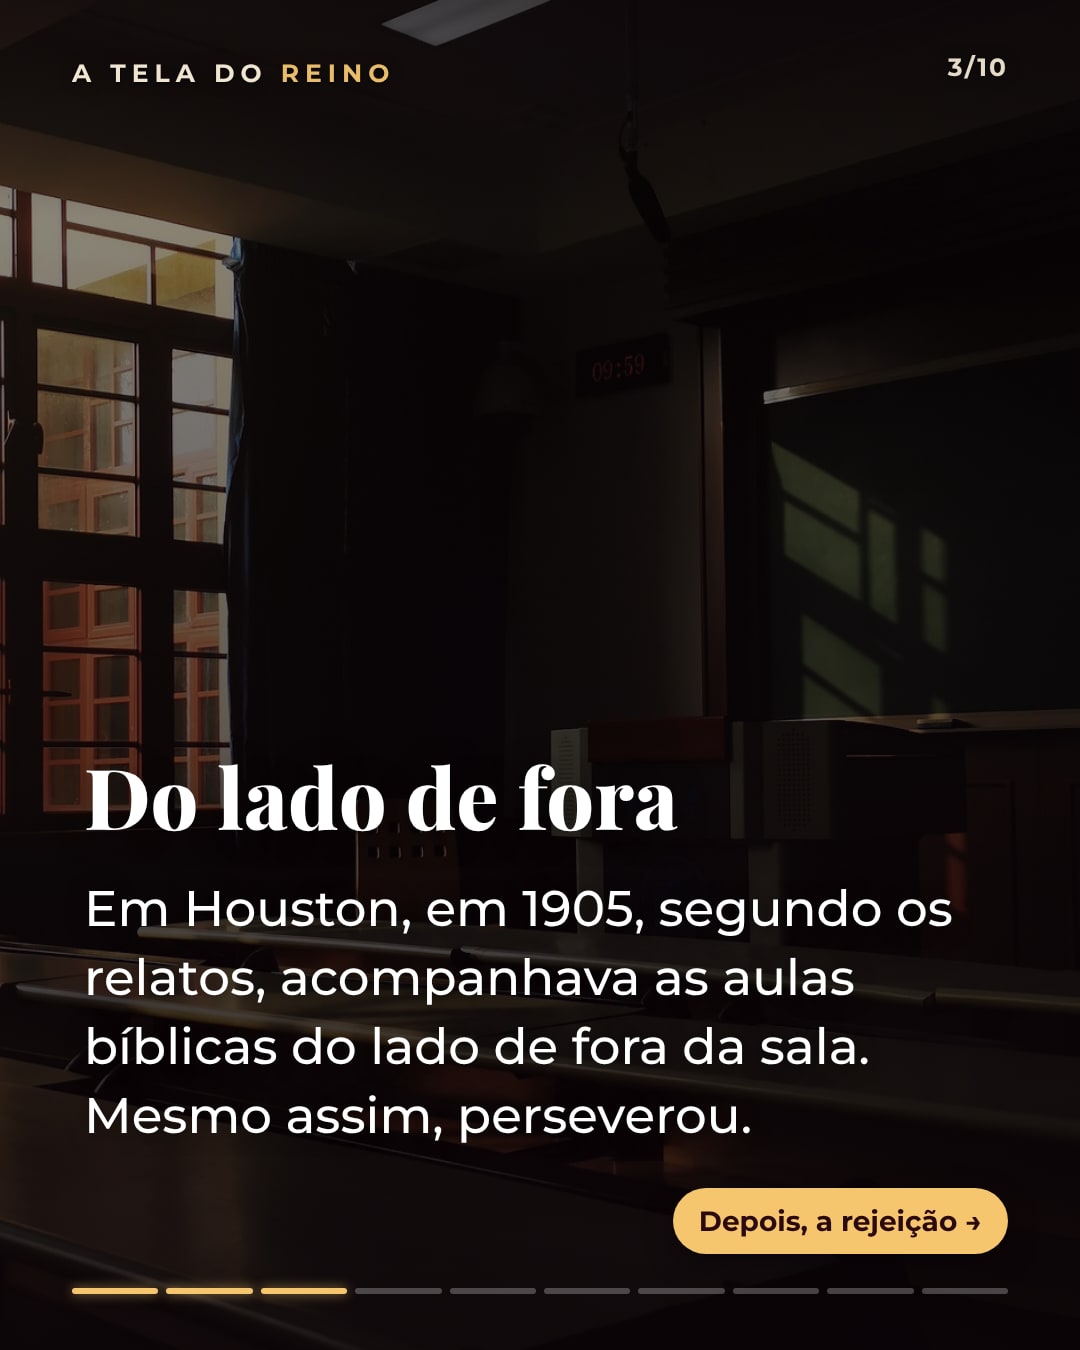 A TELA DO REINO
3/10
09:59
Do lado de fora
Em Houston, em 1905, segundo os
relatos, acompanhava as aulas
bíblicas do lado de fora da sala.
Mesmo assim, perseverou.
Depois, a rejeição →